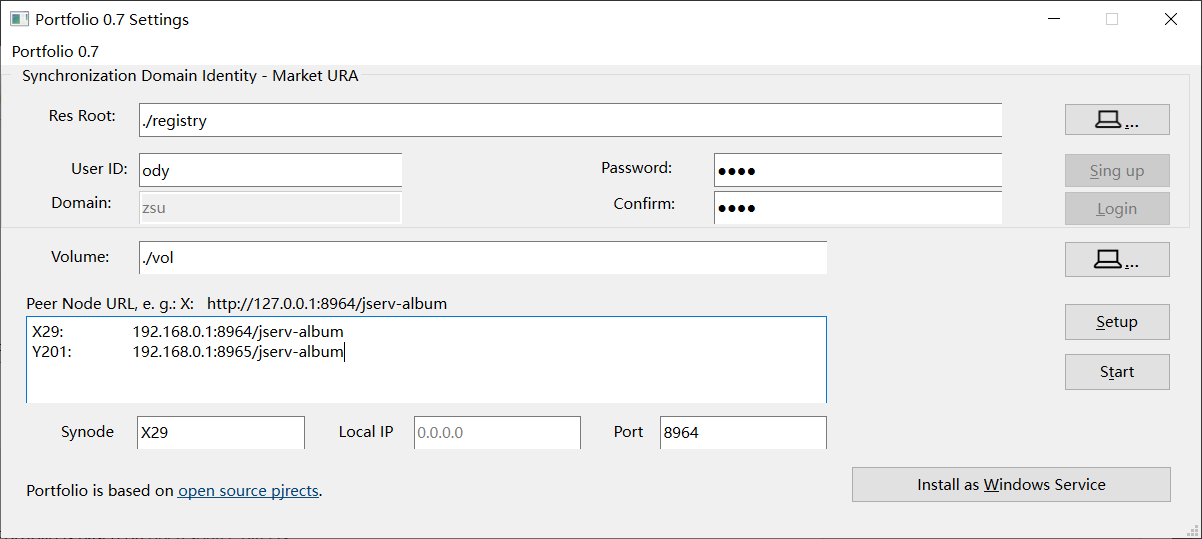 Portfolio 0.7 Settings
Portfolio 0.7
Synchronization Domain Identity - Market URA
Res Root: ./registry ...
User ID: ody Password: ●●●● Sing up
Domain: zsu Confirm: ●●●● Login
Volume: ./vol ...
Peer Node URL, e. g.: X: http://127.0.0.1:8964/jserv-album
X29: 192.168.0.1:8964/jserv-album
Y201: 192.168.0.1:8965/jserv-album
Setup
Start
Synode X29 Local IP 0.0.0.0 Port 8964
Portfolio is based on open source pjrects.
Install as Windows Service